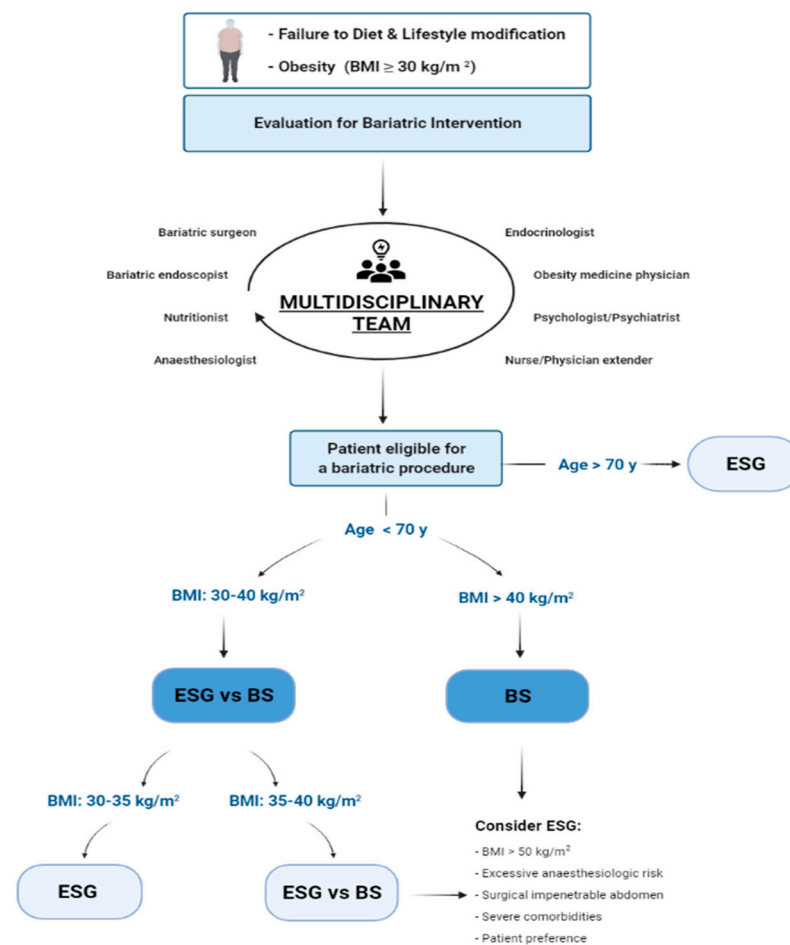 - Failure to Diet & Lifestyle modification
- Obesity (BMI ≥ 30 kg/m ²)
Evaluation for Bariatric Intervention
Bariatric surgeon
Endocrinologist
Bariatric endoscopist
Obesity medicine physician
MULTIDISCIPLINARY
TEAM
Nutritionist
Psychologist/Psychiatrist
Anaesthesiologist
Nurse/Physician extender
Patient eligible for
a bariatric procedure
Age > 70 y
ESG
Age < 70 y
BMI: 30-40 kg/m²
BMI > 40 kg/m²
ESG vs BS
BS
BMI: 30-35 kg/m²
BMI: 35-40 kg/m²
ESG
ESG vs BS
Consider ESG:
- BMI > 50 kg/m²
- Excessive anaesthesiologic risk
- Surgical impenetrable abdomen
- Severe comorbidities
- Patient preference